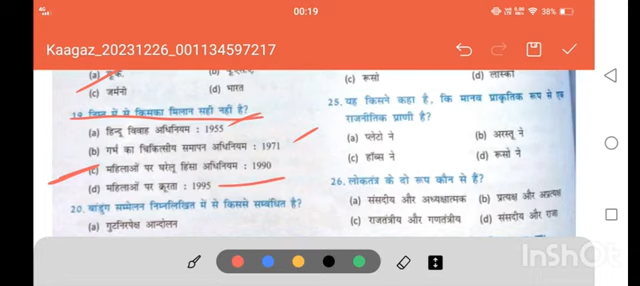 4G
00:19
38%
Kaagaz_20231226_001134597217
(a) यू.के.
(c) जर्मनी
(d) भारत
19. निम्न में से किसका मिलान सही नहीं है?
(a) हिन्दू विवाह अधिनियम : 1955
(b) गर्भ का चिकित्सीय समापन अधिनियम : 1971
(c) महिलाओं पर घरेलू हिंसा अधिनियम : 1990
(d) महिलाओं पर क्रूरता : 1995
20. बांडुंग सम्मेलन निम्नलिखित में से किससे सम्बंधित है?
(a) गुटनिरपेक्ष आन्दोलन
(c) रूसो
(d) लास्की
25. यह किसने कहा है, कि मानव प्राकृतिक रूप से एक
राजनीतिक प्राणी है?
(a) प्लेटो ने
(b) अरस्तू ने
(c) हॉब्स ने
(d) रूसो ने
26. लोकतंत्र के दो रूप कौन से हैं?
(a) संसदीय और अध्यक्षात्मक
(b) प्रत्यक्ष और अप्रत्यक्ष
(c) राजतंत्रीय और गणतंत्रीय
(d) संसदीय और राजा
InShOt